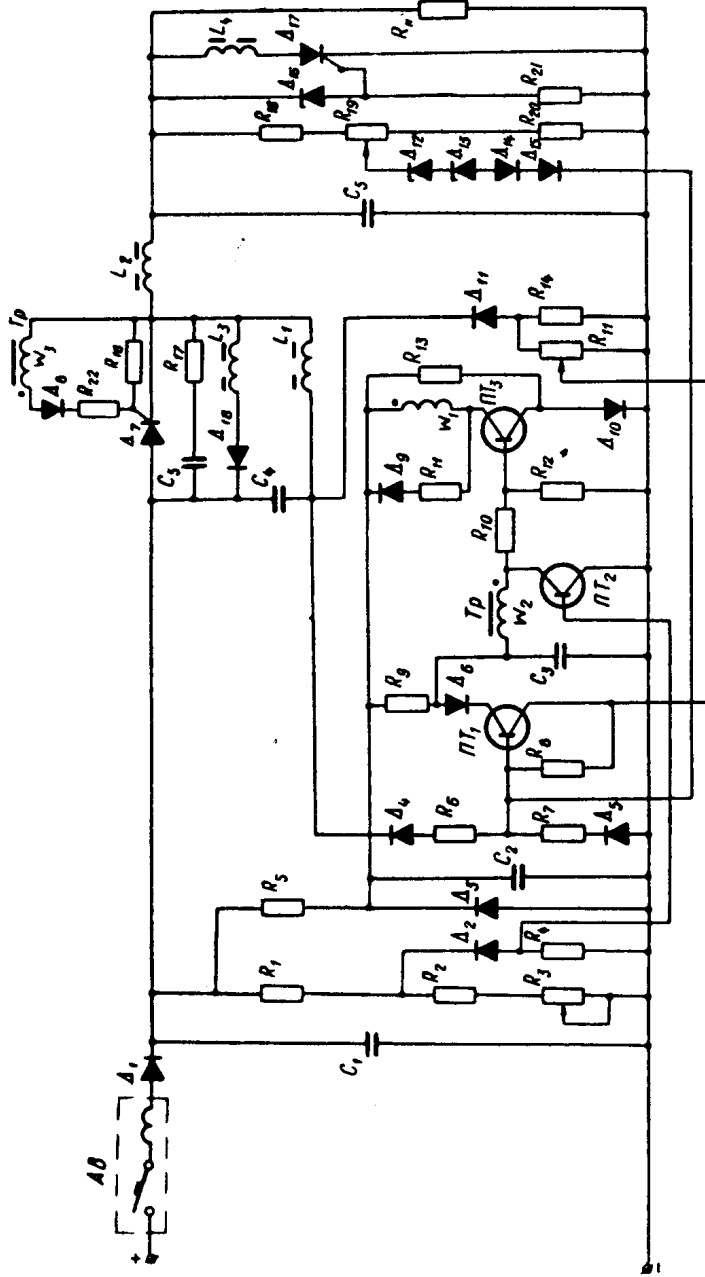 АВ
+
-
Д₁
C₁
R₁
R₂
R₃
R₅
Д₂
R₄
Д₃
C₂
Д₄
R₆
R₇
Д₅
ПТ₁
R₈
R₉
Д₆
C₃
Тр
W₂
ПТ₂
R₁₀
R₁₂
Д₉
R₁₁
W₁
ПТ₃
Д₁₀
R₁₃
Д₇
R₂₂
Д₈
W₃
Тр
R₁₆
R₁₇
C₅
L₃
Д₁₈
C₄
L₁
L₂
Д₁₁
R₁₄
R₁₁
C₅
R₁₈
R₁₉
R₂₀
Д₁₂
Д₁₃
Д₁₄
Д₁₅
Д₁₆
R₂₁
L₄
Д₁₇
Rₙ